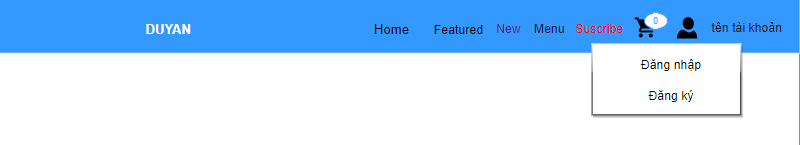 DUYAN Home Featured New Menu Suscribe 0 tên tài khoản
Đăng nhập
Đăng ký